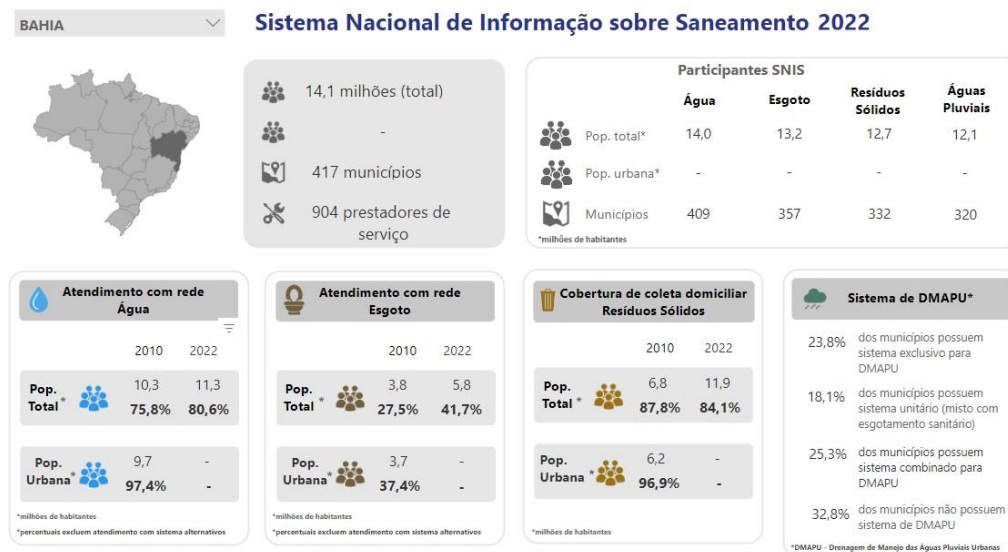 BAHIA
Sistema Nacional de Informação sobre Saneamento 2022
14,1 milhões (total)
-
417 municípios
904 prestadores de
serviço
Participantes SNIS
Água Esgoto Resíduos Sólidos Águas Pluviais
Pop. total* 14,0 13,2 12,7 12,1
Pop. urbana* - - - -
Municípios 409 357 332 320
*milhões de habitantes
Atendimento com rede
Água
2010 2022
Pop. Total * 10,3 11,3
75,8% 80,6%
Pop. Urbana * 9,7 -
97,4% -
*milhões de habitantes
*percentuais excluem atendimento com sistema alternativos
Atendimento com rede
Esgoto
2010 2022
Pop. Total * 3,8 5,8
27,5% 41,7%
Pop. Urbana * 3,7 -
37,4% -
*milhões de habitantes
*percentuais excluem atendimento com sistema alternativos
Cobertura de coleta domiciliar
Resíduos Sólidos
2010 2022
Pop. Total * 6,8 11,9
87,8% 84,1%
Pop. Urbana * 6,2 -
96,9% -
*milhões de habitantes
Sistema de DMAPU*
23,8% dos municípios possuem
sistema exclusivo para
DMAPU
18,1% dos municípios possuem
sistema unitário (misto com
esgotamento sanitário)
25,3% dos municípios possuem
sistema combinado para
DMAPU
32,8% dos municípios não possuem
sistema de DMAPU
*DMAPU - Drenagem de Manejo das Águas Pluviais Urbanas